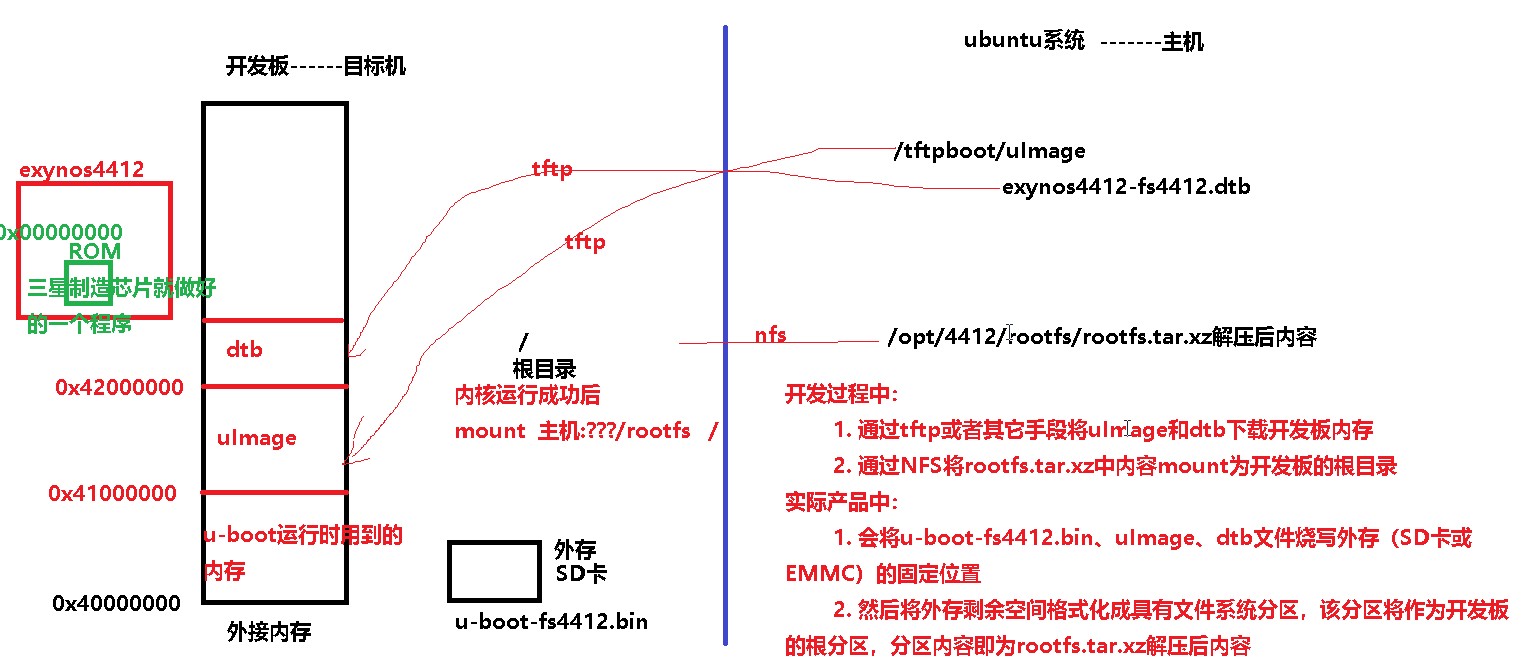 ubuntu系统 -------主机
开发板------目标机
/tftpboot/uImage
exynos4412-fs4412.dtb
exynos4412
0x00000000
ROM
三星制造芯片就做好
的一个程序
tftp
tftp
dtb
0x42000000
uImage
0x41000000
u-boot运行时用到的
内存
0x40000000
外接内存
/
根目录
内核运行成功后
mount 主机:???/rootfs /
nfs
/opt/4412/rootfs/rootfs.tar.xz解压后内容
外存
SD卡
u-boot-fs4412.bin
开发过程中:
1. 通过tftp或者其它手段将uImage和dtb下载开发板内存
2. 通过NFS将rootfs.tar.xz中内容mount为开发板的根目录
实际产品中:
1. 会将u-boot-fs4412.bin、uImage、dtb文件烧写外存（SD卡或
EMMC）的固定位置
2. 然后将外存剩余空间格式化成具有文件系统分区，该分区将作为开发板
的根分区，分区内容即为rootfs.tar.xz解压后内容